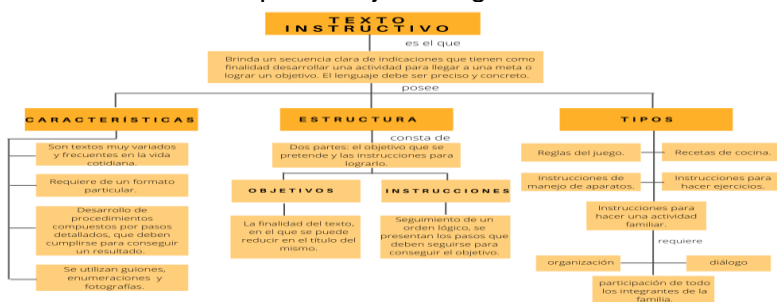 TEXTO
INSTRUCTIVO
es el que
Brinda un secuencia clara de indicaciones que tienen como
finalidad desarrollar una actividad para llegar a una meta o
lograr un objetivo. El lenguaje debe ser preciso y concreto.
posee
CARACTERÍSTICAS
Son textos muy variados
y frecuentes en la vida
cotidiana.
Requiere de un formato
particular.
Desarrollo de
procedimientos
compuestos por pasos
detallados, que deben
cumplirse para conseguir
un resultado.
Se utilizan guiones,
enumeraciones y
fotografías.
ESTRUCTURA
consta de
Dos partes: el objetivo que se
pretende y las instrucciones para
lograrlo.
OBJETIVOS
La finalidad del texto,
en el que se puede
reducir en el título del
mismo.
INSTRUCCIONES
Seguimiento de un
orden lógico, se
presentan los pasos que
deben seguirse para
conseguir el objetivo.
TIPOS
Reglas del juego.
Recetas de cocina.
Instrucciones de
manejo de aparatos.
Instrucciones para
hacer ejercicios.
Instrucciones para
hacer una actividad
familiar.
requiere
organización
diálogo
participación de todo
los integrantes de la
familia.